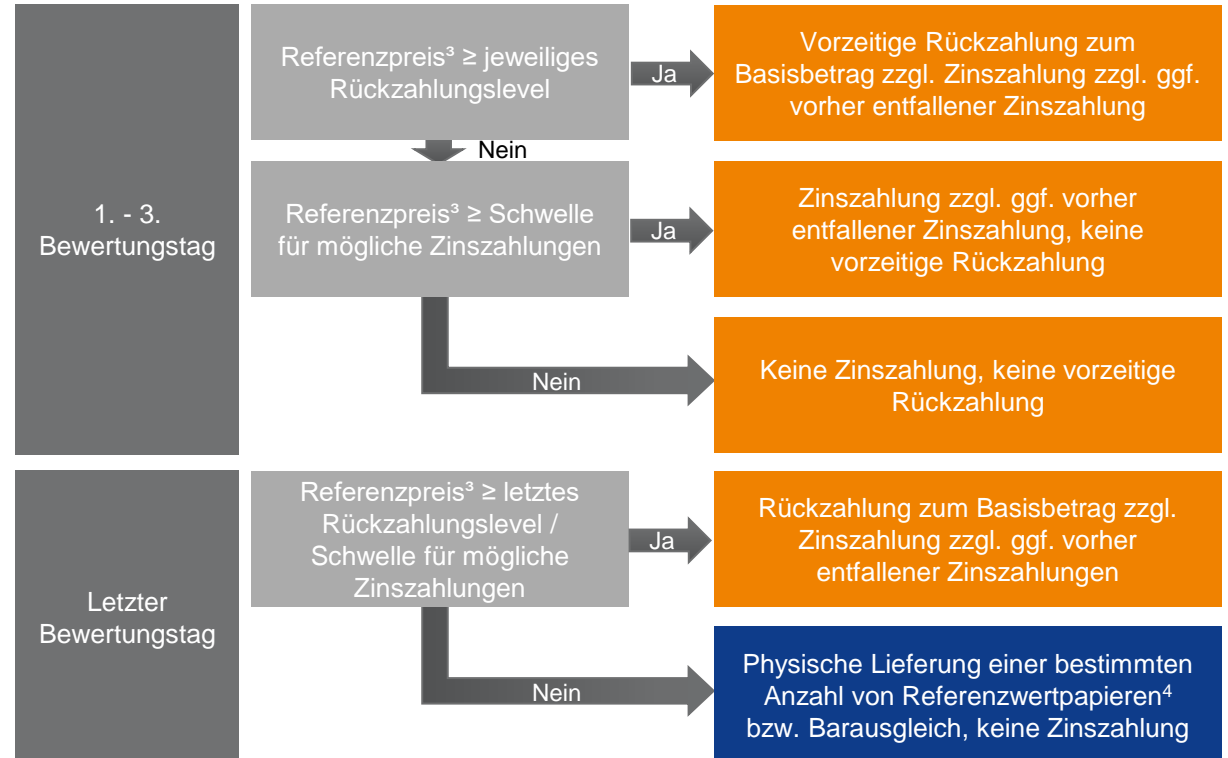 1. - 3.
Bewertungstag
Referenzpreis³ ≥ jeweiliges
Rückzahlungslevel
Ja
Vorzeitige Rückzahlung zum
Basisbetrag zzgl. Zinszahlung zzgl. ggf.
vorher entfallener Zinszahlung
Nein
Referenzpreis³ ≥ Schwelle
für mögliche Zinszahlungen
Ja
Zinszahlung zzgl. ggf. vorher
entfallener Zinszahlung, keine
vorzeitige Rückzahlung
Nein
Keine Zinszahlung, keine vorzeitige
Rückzahlung
Letzter
Bewertungstag
Referenzpreis³ ≥ letztes
Rückzahlungslevel /
Schwelle für mögliche
Zinszahlungen
Ja
Rückzahlung zum Basisbetrag zzgl.
Zinszahlung zzgl. ggf. vorher
entfallener Zinszahlungen
Nein
Physische Lieferung einer bestimmten
Anzahl von Referenzwertpapieren⁴
bzw. Barausgleich, keine Zinszahlung